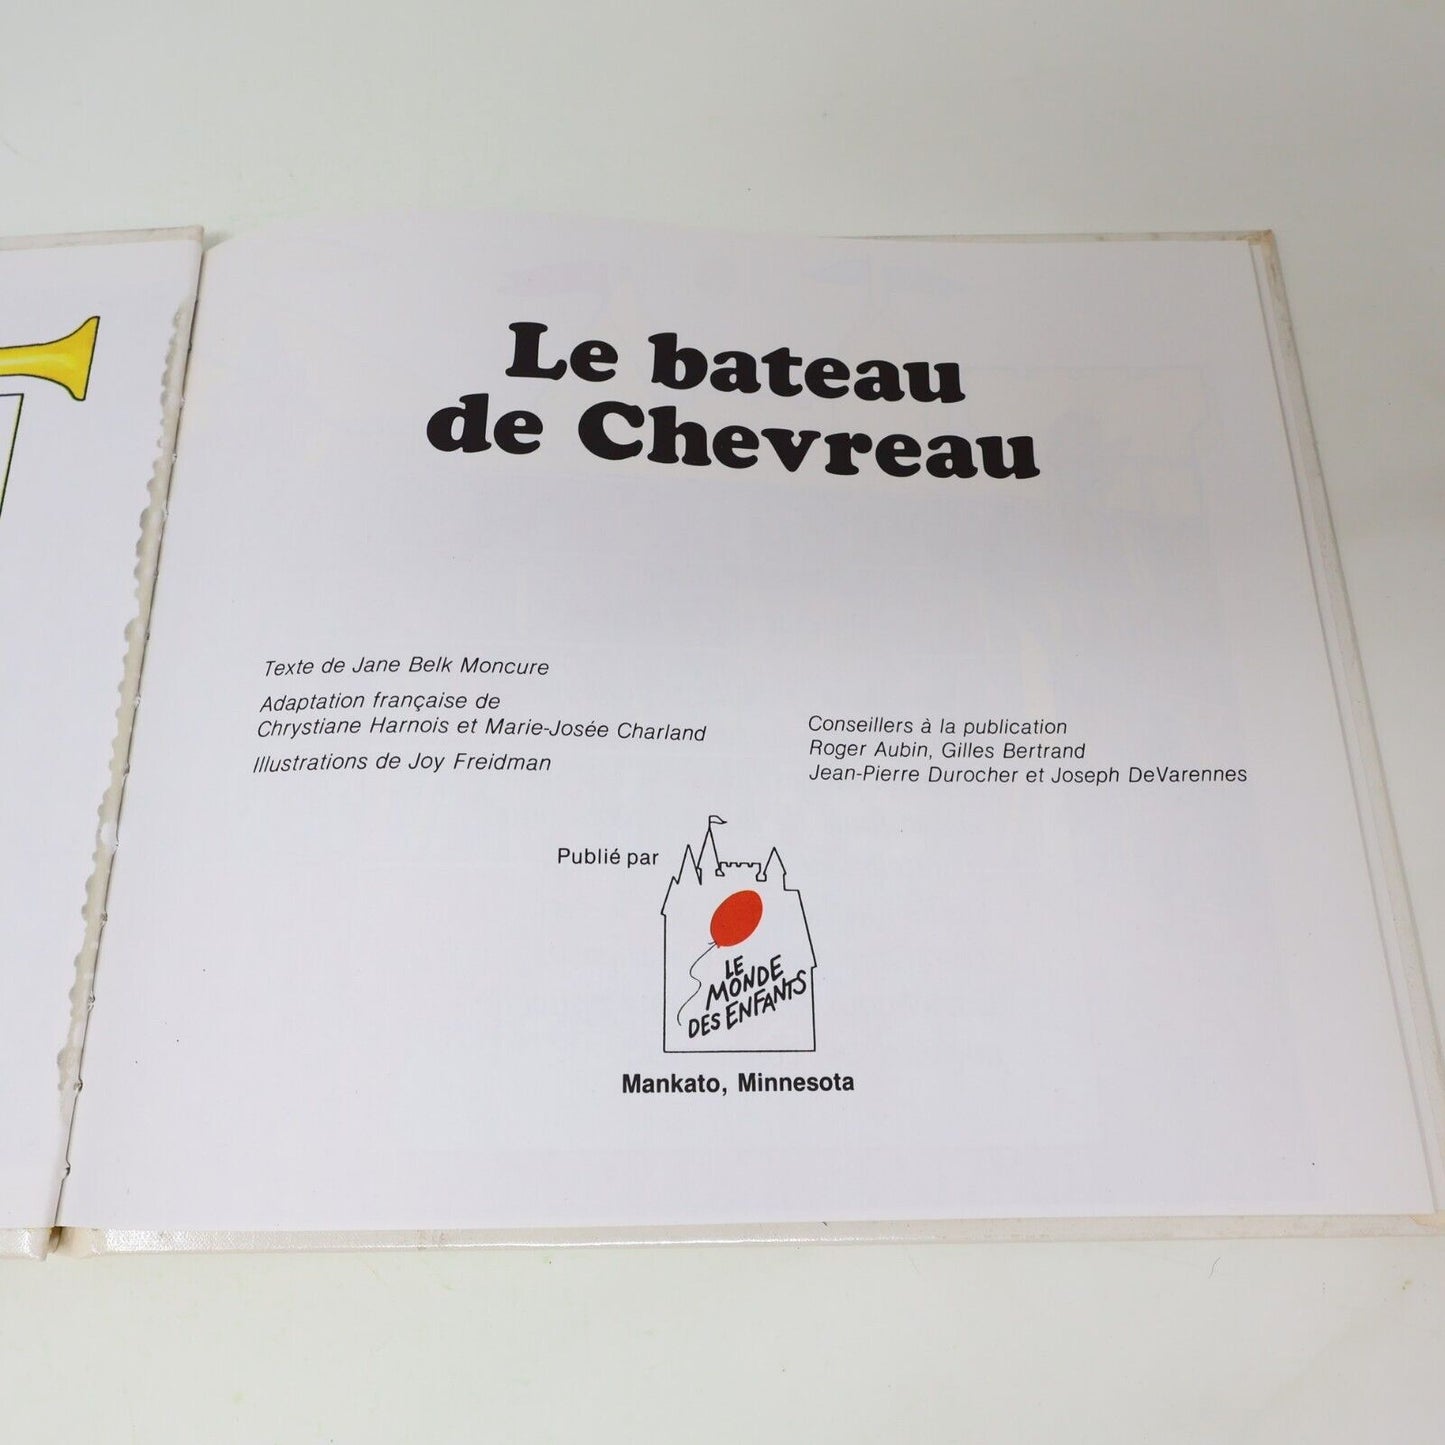 Le bateau
de Chevreau
Texte de Jane Belk Moncure
Adaptation française de
Chrystiane Harnois et Marie-Josée Charland
Illustrations de Joy Freidman
Conseillers à la publication
Roger Aubin, Gilles Bertrand
Jean-Pierre Durocher et Joseph DeVarennes
Publié par
LE
MONDE
DES ENFANTS
Mankato, Minnesota